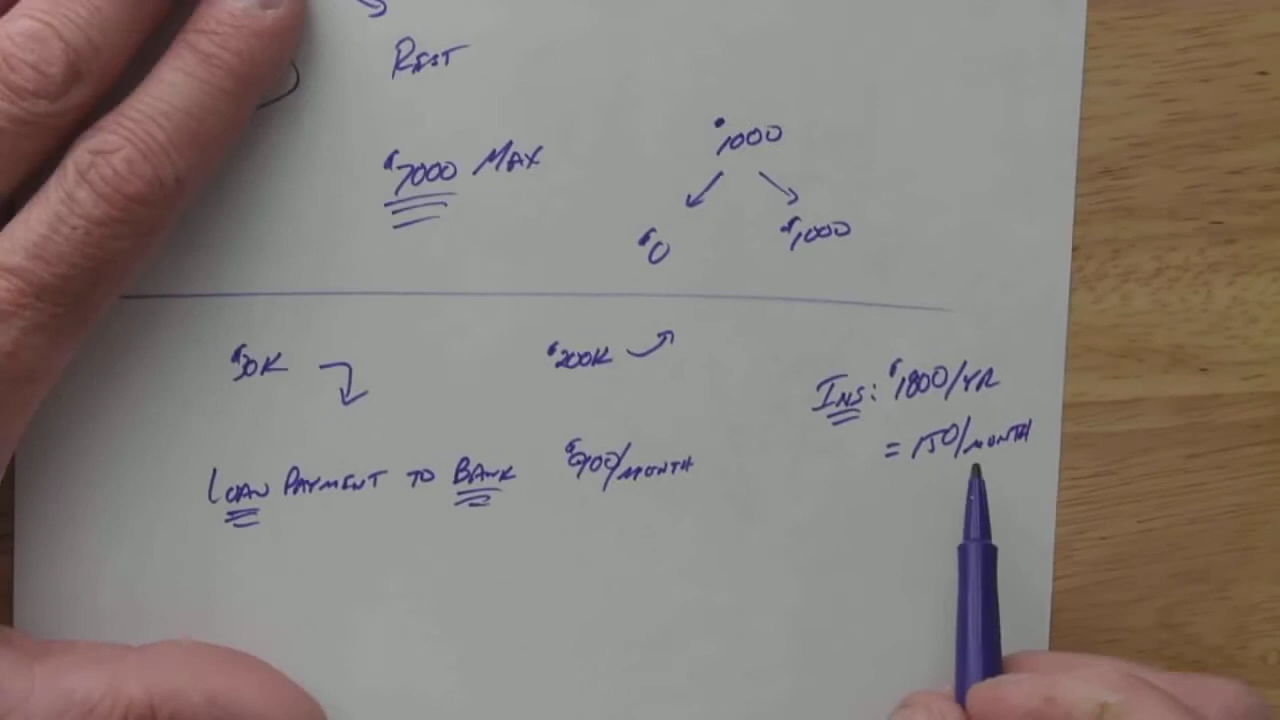 REST
$7000 MAX
$1000
$0
$1000
$30K
$200K
INS: $1800/YR
= 150/MONTH
LOAN PAYMENT TO BANK $900/MONTH